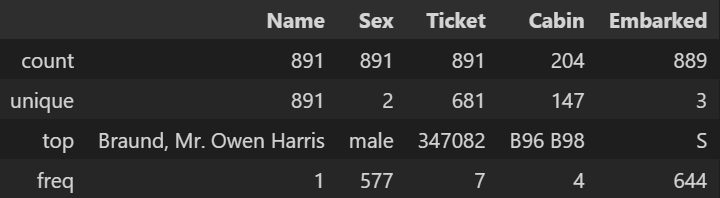 Name Sex Ticket Cabin Embarked
count 891 891 891 204 889
unique 891 2 681 147 3
top Braund, Mr. Owen Harris male 347082 B96 B98 S
freq 1 577 7 4 644